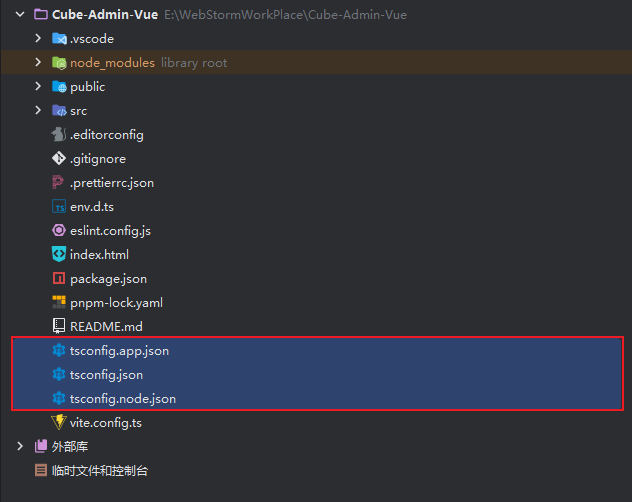 Cube-Admin-Vue E:\WebStormWorkPlace\Cube-Admin-Vue
.vscode
node_modules library root
public
src
.editorconfig
.gitignore
.prettierrc.json
env.d.ts
eslint.config.js
index.html
package.json
pnpm-lock.yaml
README.md
tsconfig.app.json
tsconfig.json
tsconfig.node.json
vite.config.ts
外部库
临时文件和控制台